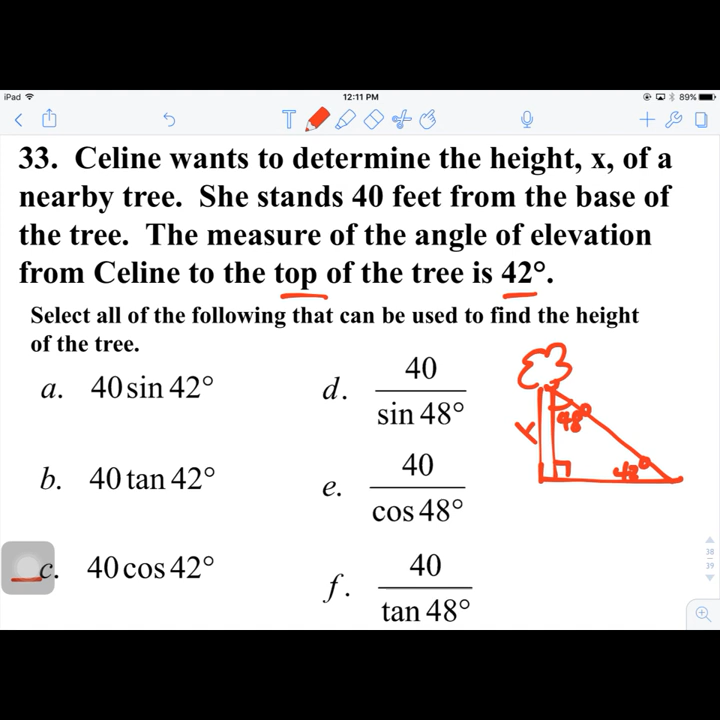 iPad 12:11 PM 89%
T
33. Celine wants to determine the height, x, of a
nearby tree. She stands 40 feet from the base of
the tree. The measure of the angle of elevation
from Celine to the top of the tree is 42°.
Select all of the following that can be used to find the height
of the tree.
a. 40 sin 42°
b. 40 tan 42°
c. 40 cos 42°
d. 40
sin 48°
e. 40
cos 48°
f. 40
tan 48°
x
48°
42°
38
39